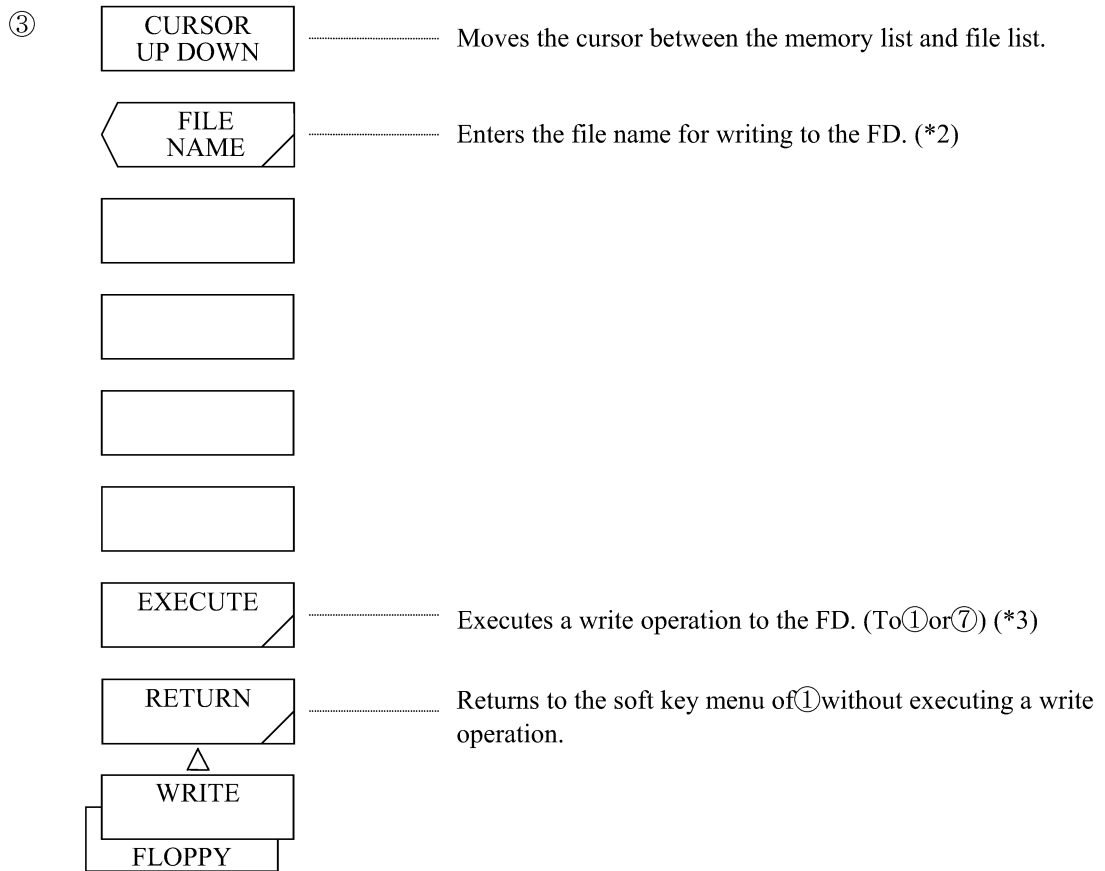 ③
CURSOR
UP DOWN
Moves the cursor between the memory list and file list.
FILE
NAME
Enters the file name for writing to the FD. (*2)
EXECUTE
Executes a write operation to the FD. (To①or⑦) (*3)
RETURN
Returns to the soft key menu of①without executing a write
operation.
WRITE
FLOPPY